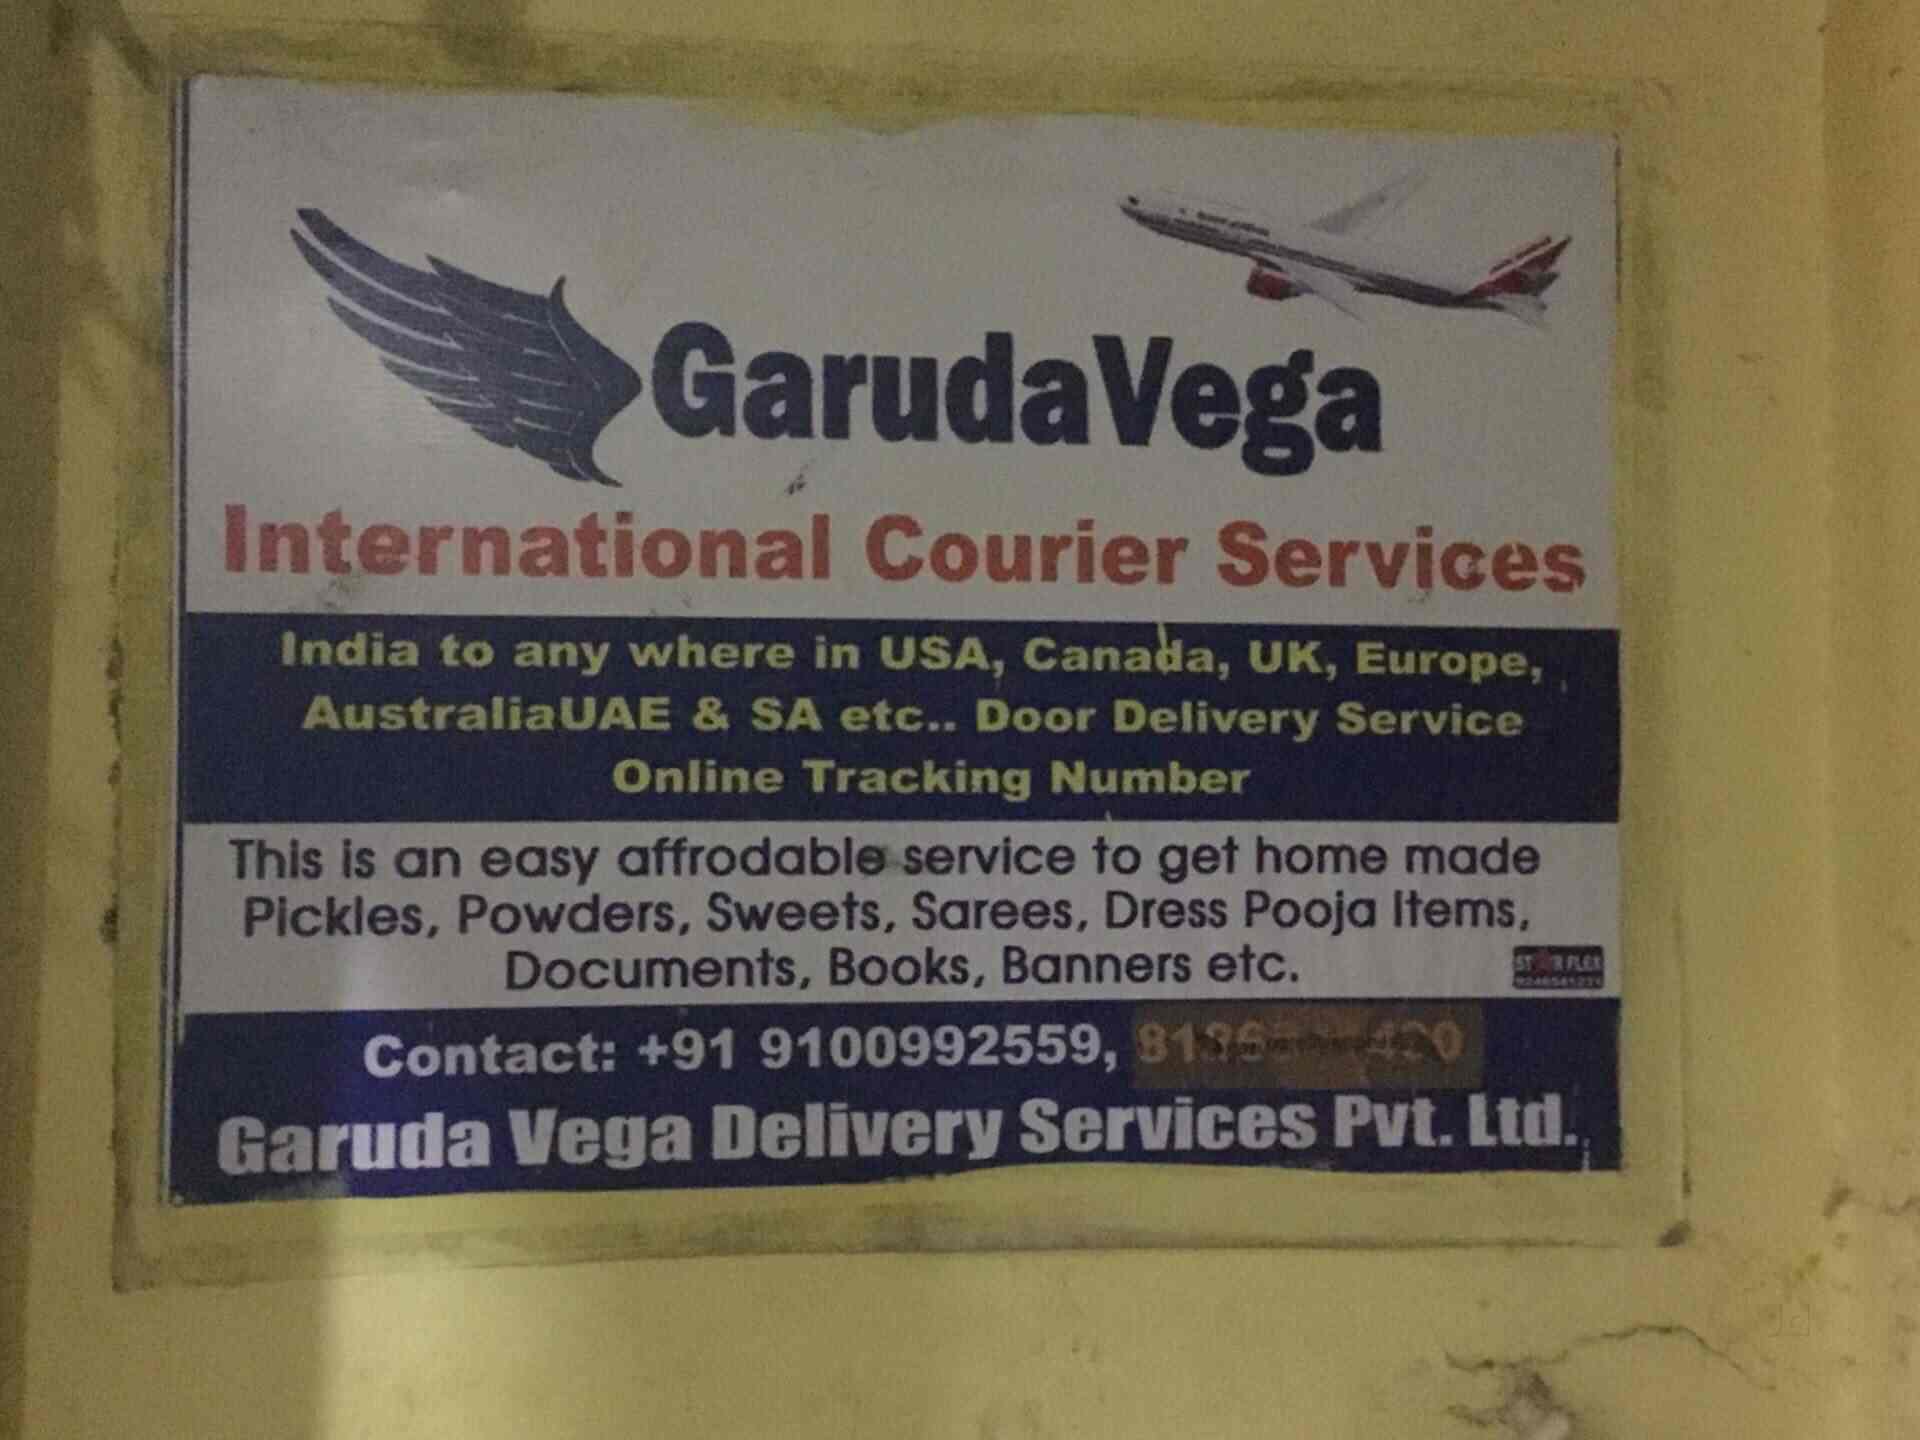 GarudaVega
International Courier Services
India to any where in USA, Canada, UK, Europe,
AustraliaUAE & SA etc.. Door Delivery Service
Online Tracking Number
This is an easy affrodable service to get home made
Pickles, Powders, Sweets, Sarees, Dress Pooja Items,
Documents, Books, Banners etc.
STAR FLEX
Contact: +91 9100992559,
Garuda Vega Delivery Services Pvt. Ltd.